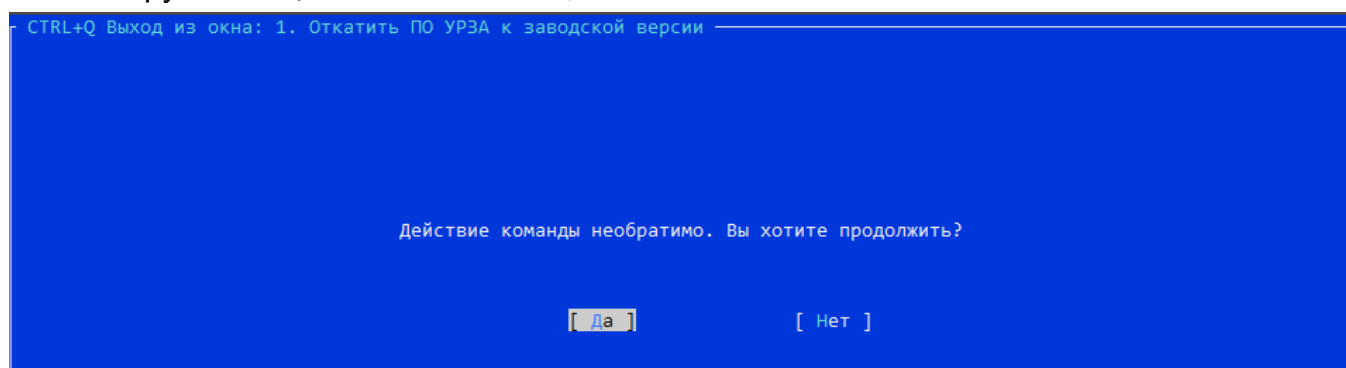 CTRL+Q Выход из окна: 1. Откатить ПО УРЗА к заводской версии
Действие команды необратимо. Вы хотите продолжить?
[ Да ] [ Нет ]